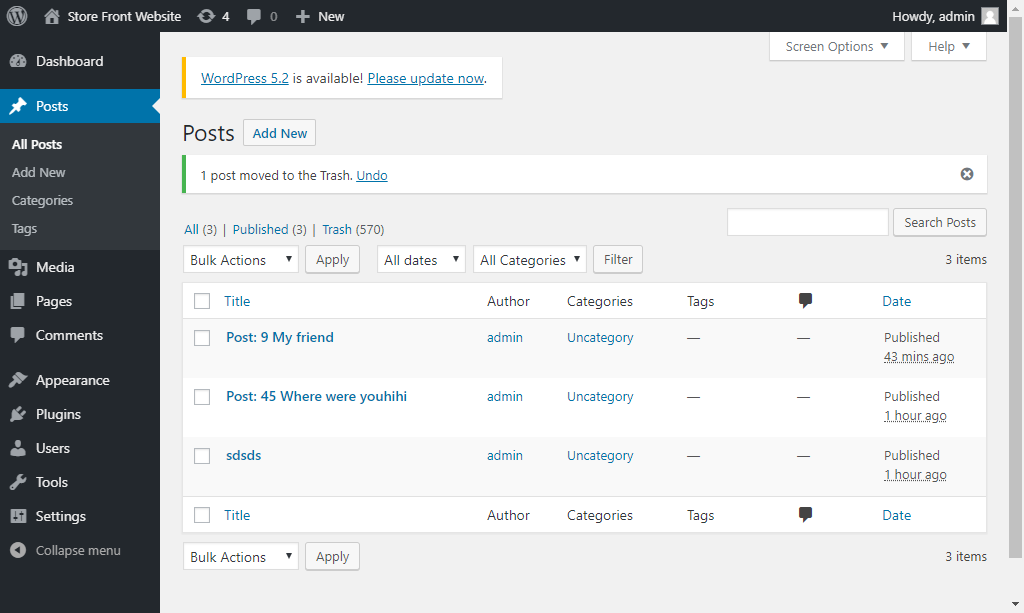 Store Front Website 4 0 New Howdy, admin
Screen Options Help
Dashboard
Posts
All Posts
Add New
Categories
Tags
Media
Pages
Comments
Appearance
Plugins
Users
Tools
Settings
Collapse menu
WordPress 5.2 is available! Please update now.
Posts Add New
1 post moved to the Trash. Undo
All (3) | Published (3) | Trash (570)
Search Posts
Bulk Actions Apply All dates All Categories Filter 3 items
Title Author Categories Tags Date
Post: 9 My friend admin Uncategory — — Published
43 mins ago
Post: 45 Where were youhihi admin Uncategory — — Published
1 hour ago
sdsds admin Uncategory — — Published
1 hour ago
Title Author Categories Tags Date
Bulk Actions Apply 3 items